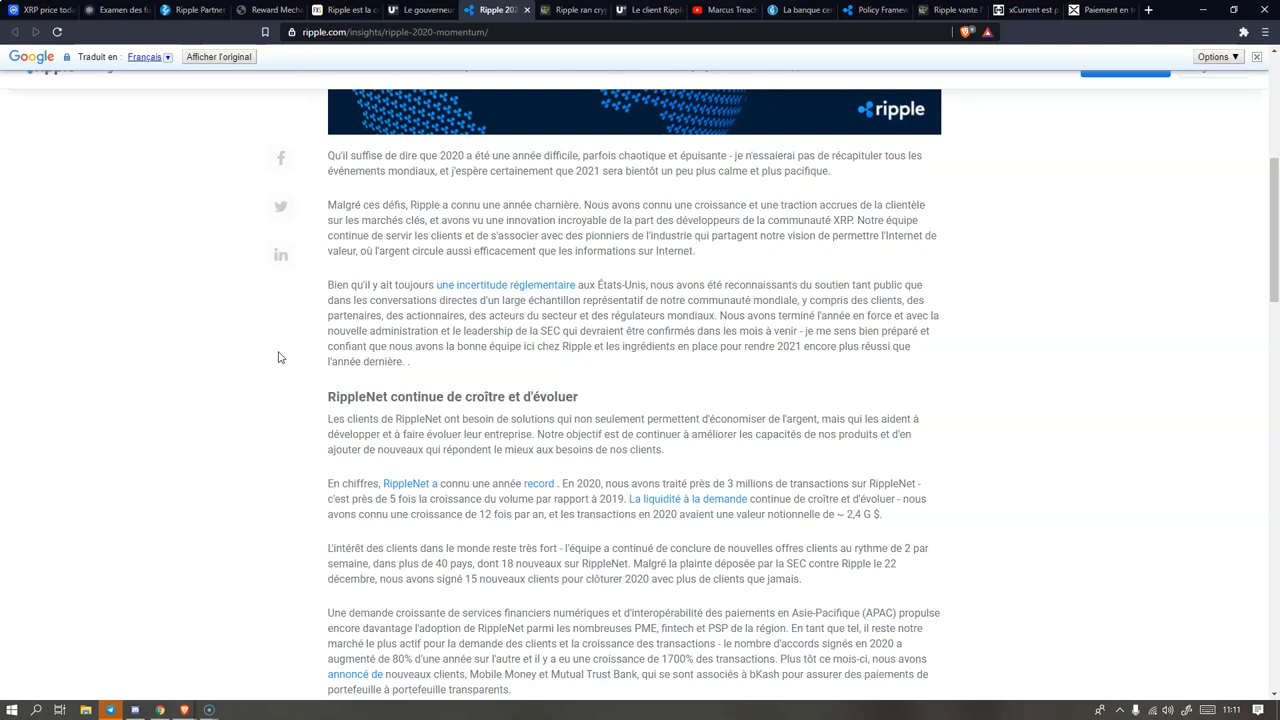 XRP price toda
Examen des fu
Ripple Partner
Reward Mecha
Ripple est la c
Le gouverneur
Ripple 202
Ripple ran cry
Le client Rippl
Marcus Treach
La banque cen
Policy Framew
Ripple vante l
xCurrent est p
Paiement en t
ripple.com/insights/ripple-2020-momentum/
Google Traduit en : Français Afficher l'original Options ▼
ripple
Qu'il suffise de dire que 2020 a été une année difficile, parfois chaotique et épuisante - je n'essaierai pas de récapituler tous les
événements mondiaux, et j'espère certainement que 2021 sera bientôt un peu plus calme et plus pacifique.
Malgré ces défis, Ripple a connu une année charnière. Nous avons connu une croissance et une traction accrues de la clientèle
sur les marchés clés, et avons vu une innovation incroyable de la part des développeurs de la communauté XRP. Notre équipe
continue de servir les clients et de s'associer avec des pionniers de l'industrie qui partagent notre vision de permettre l'Internet de
valeur, où l'argent circule aussi efficacement que les informations sur Internet.
Bien qu'il y ait toujours une incertitude réglementaire aux États-Unis, nous avons été reconnaissants du soutien tant public que
dans les conversations directes d'un large échantillon représentatif de notre communauté mondiale, y compris des clients, des
partenaires, des actionnaires, des acteurs du secteur et des régulateurs mondiaux. Nous avons terminé l'année en force et avec la
nouvelle administration et le leadership de la SEC qui devraient être confirmés dans les mois à venir - je me sens bien préparé et
confiant que nous avons la bonne équipe ici chez Ripple et les ingrédients en place pour rendre 2021 encore plus réussi que
l'année dernière. .
RippleNet continue de croître et d'évoluer
Les clients de RippleNet ont besoin de solutions qui non seulement permettent d'économiser de l'argent, mais qui les aident à
développer et à faire évoluer leur entreprise. Notre objectif est de continuer à améliorer les capacités de nos produits et d'en
ajouter de nouveaux qui répondent le mieux aux besoins de nos clients.
En chiffres, RippleNet a connu une année record . En 2020, nous avons traité près de 3 millions de transactions sur RippleNet -
c'est près de 5 fois la croissance du volume par rapport à 2019. La liquidité à la demande continue de croître et d'évoluer - nous
avons connu une croissance de 12 fois par an, et les transactions en 2020 avaient une valeur notionnelle de ~ 2,4 G $.
L'intérêt des clients dans le monde reste très fort - l'équipe a continué de conclure de nouvelles offres clients au rythme de 2 par
semaine, dans plus de 40 pays, dont 18 nouveaux sur RippleNet. Malgré la plainte déposée par la SEC contre Ripple le 22
décembre, nous avons signé 15 nouveaux clients pour clôturer 2020 avec plus de clients que jamais.
Une demande croissante de services financiers numériques et d'interopérabilité des paiements en Asie-Pacifique (APAC) propulse
encore davantage l'adoption de RippleNet parmi les nombreuses PME, fintech et PSP de la région. En tant que tel, il reste notre
marché le plus actif pour la demande des clients et la croissance des transactions - le nombre d'accords signés en 2020 a
augmenté de 80% d'une année sur l'autre et il y a eu une croissance de 1700% des transactions. Plus tôt ce mois-ci, nous avons
annoncé de nouveaux clients, Mobile Money et Mutual Trust Bank, qui se sont associés à bKash pour assurer des paiements de
portefeuille à portefeuille transparents.
11:11